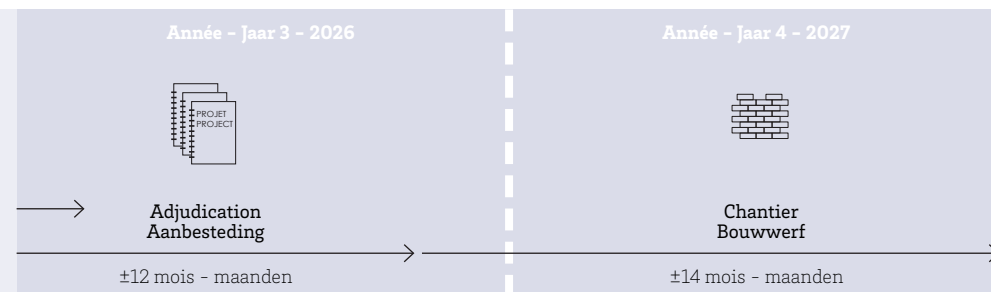 Année - Jaar 3 - 2026
PROJET
PROJECT
Adjudication
Aanbesteding
±12 mois - maanden
Année - Jaar 4 - 2027
Chantier
Bouwwerf
±14 mois - maanden